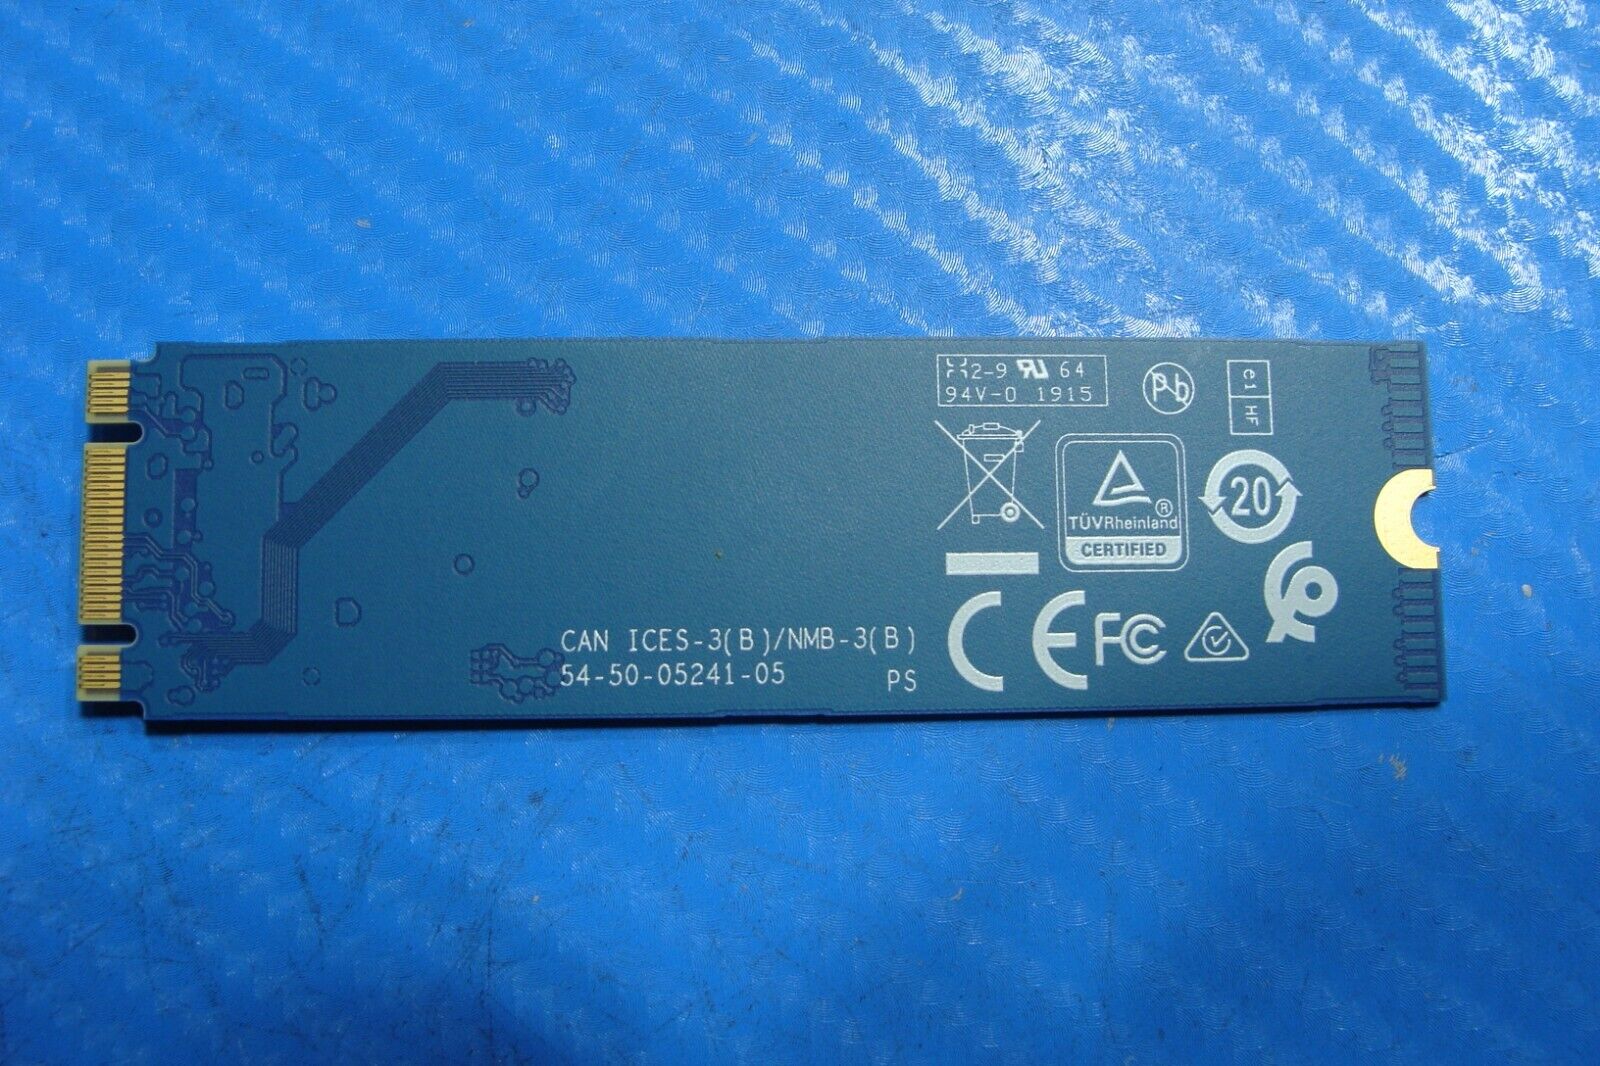 2-9 RU 64
94V-0 1915
Pb
e1
HF
TÜVRheinland®
CERTIFIED
20
CAN ICES-3(B)/NMB-3(B)
54-50-05241-05
PS
CE
FC